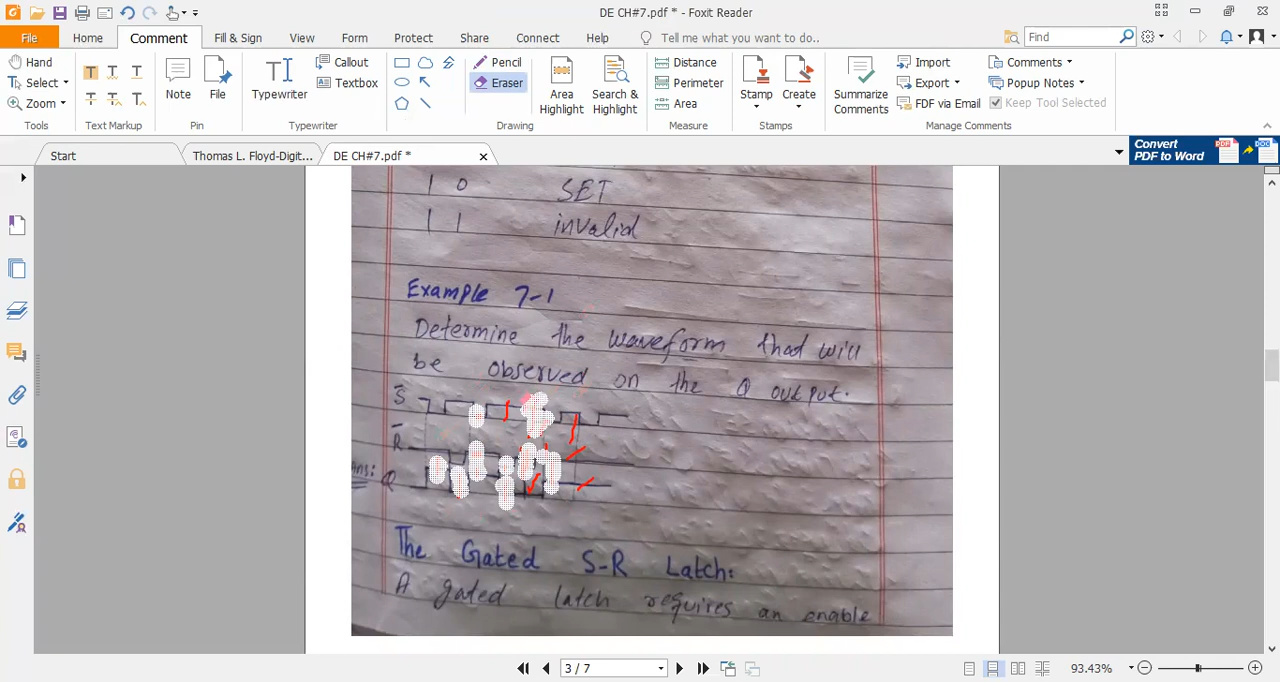 DE CH#7.pdf * - Foxit Reader
File Home Comment Fill & Sign View Form Protect Share Connect Help Tell me what you want to do.. Find
Hand
Select
Zoom
Tools
Text Markup
Note
File
Pin
Typewriter
Callout
Textbox
Typewriter
Pencil
Eraser
Area Highlight
Search & Highlight
Drawing
Distance
Perimeter
Area
Measure
Stamp
Create
Stamps
Summarize Comments
Import
Export
FDF via Email
Comments
Popup Notes
Keep Tool Selected
Manage Comments
Start
Thomas L. Floyd-Digit...
DE CH#7.pdf *
Convert
PDF to Word
1 0 SET
1 1 invalid
Example 7-1
Determine the waveform that will
be observed on the Q output.
S̅
R̅
Ans: Q
The Gated S-R Latch:
A gated latch requires an enable
3 / 7
93.43%